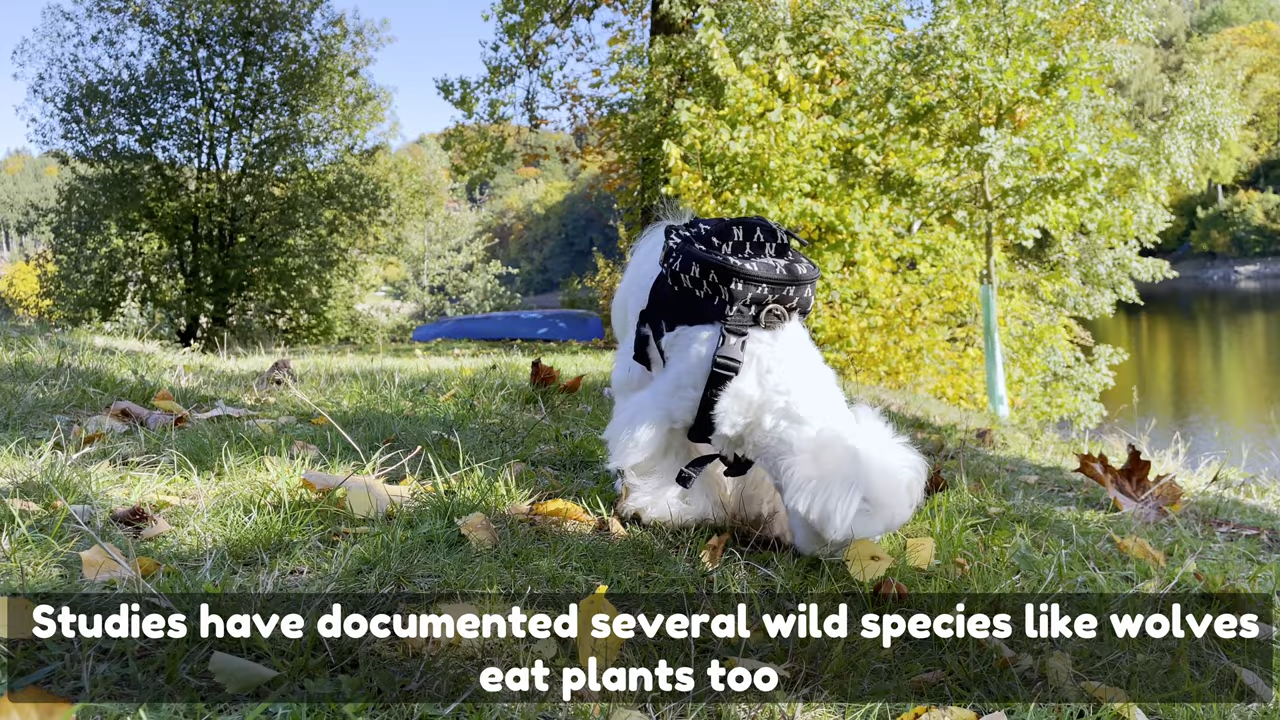 Studies have documented several wild species like wolves
eat plants too